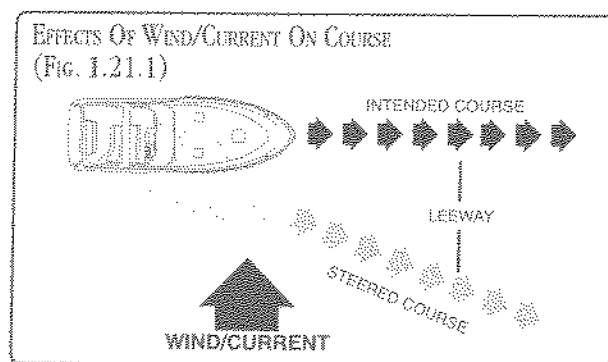 EFFECTS OF WIND/CURRENT ON COURSE
(FIG. 1.21.1)
INTENDED COURSE
LEEWAY
STEERED COURSE
WIND/CURRENT